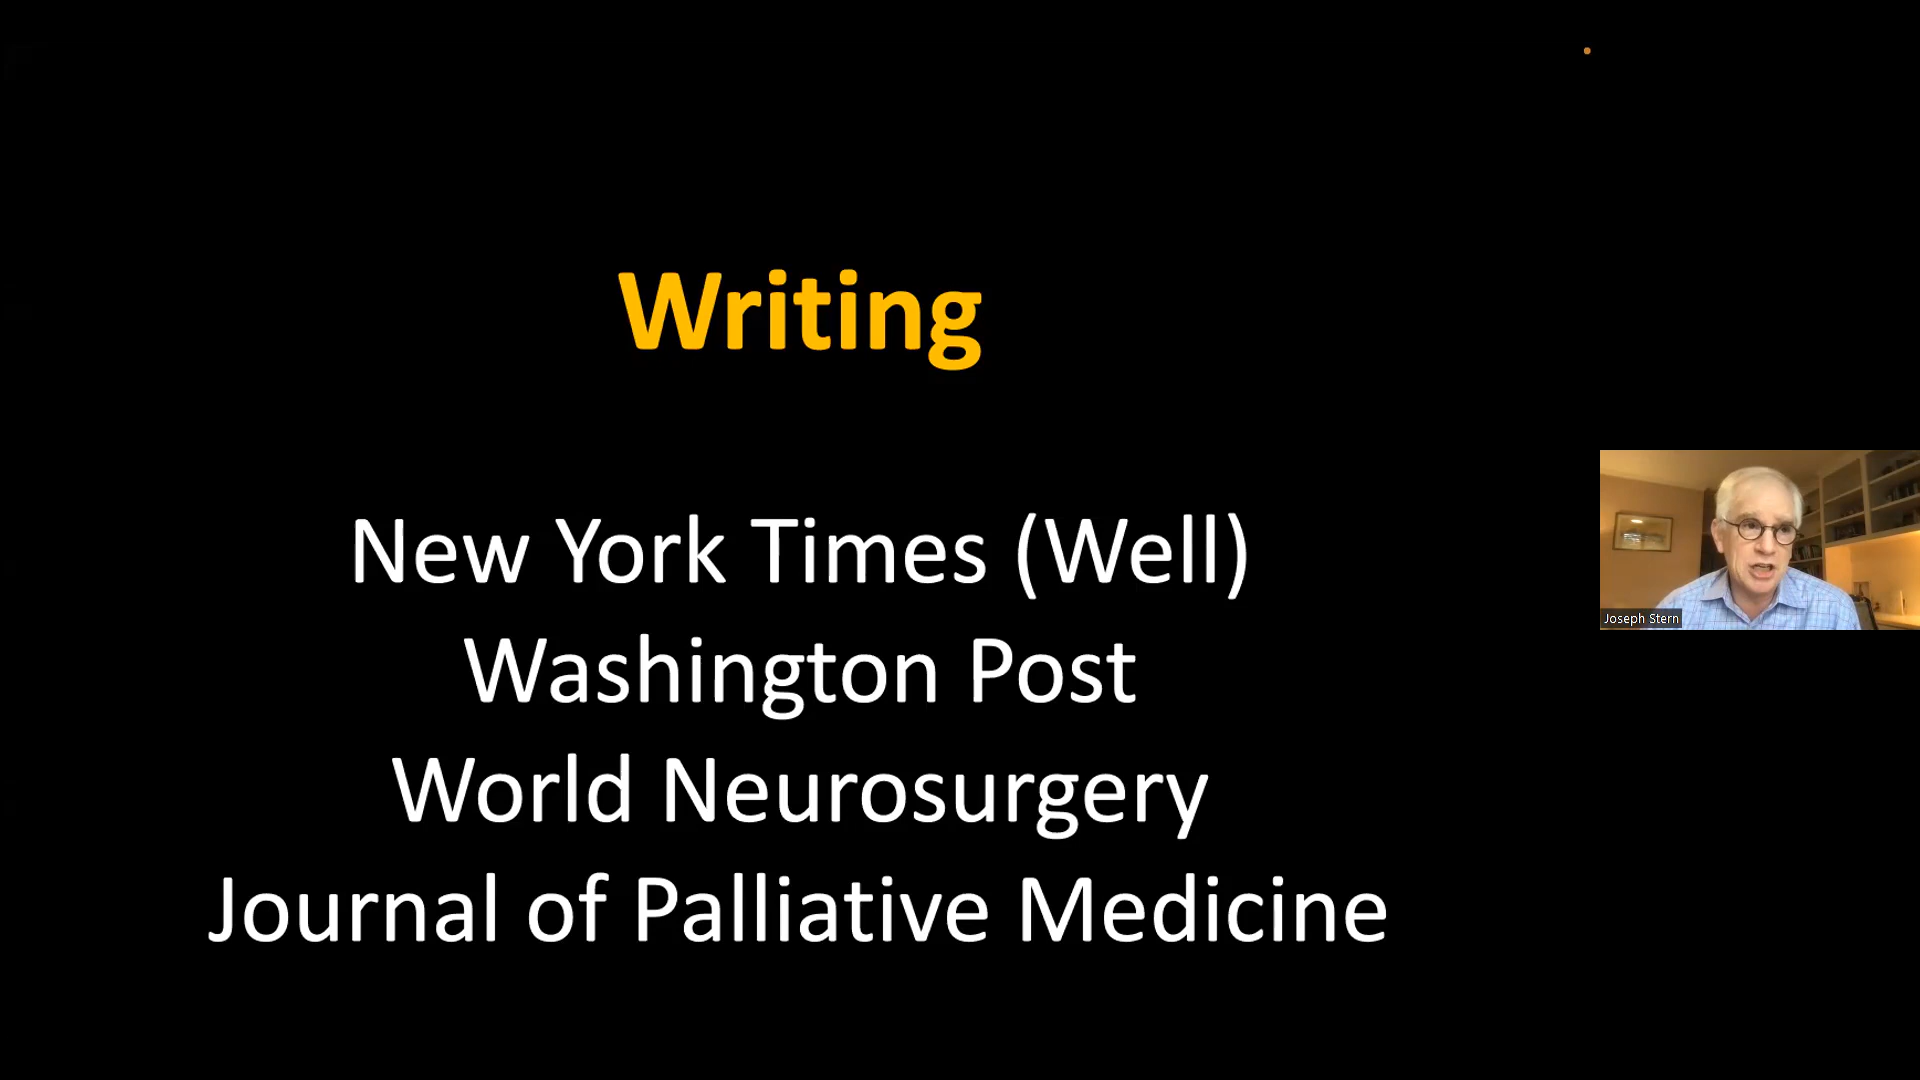 Writing
New York Times (Well)
Washington Post
World Neurosurgery
Journal of Palliative Medicine
Joseph Stern